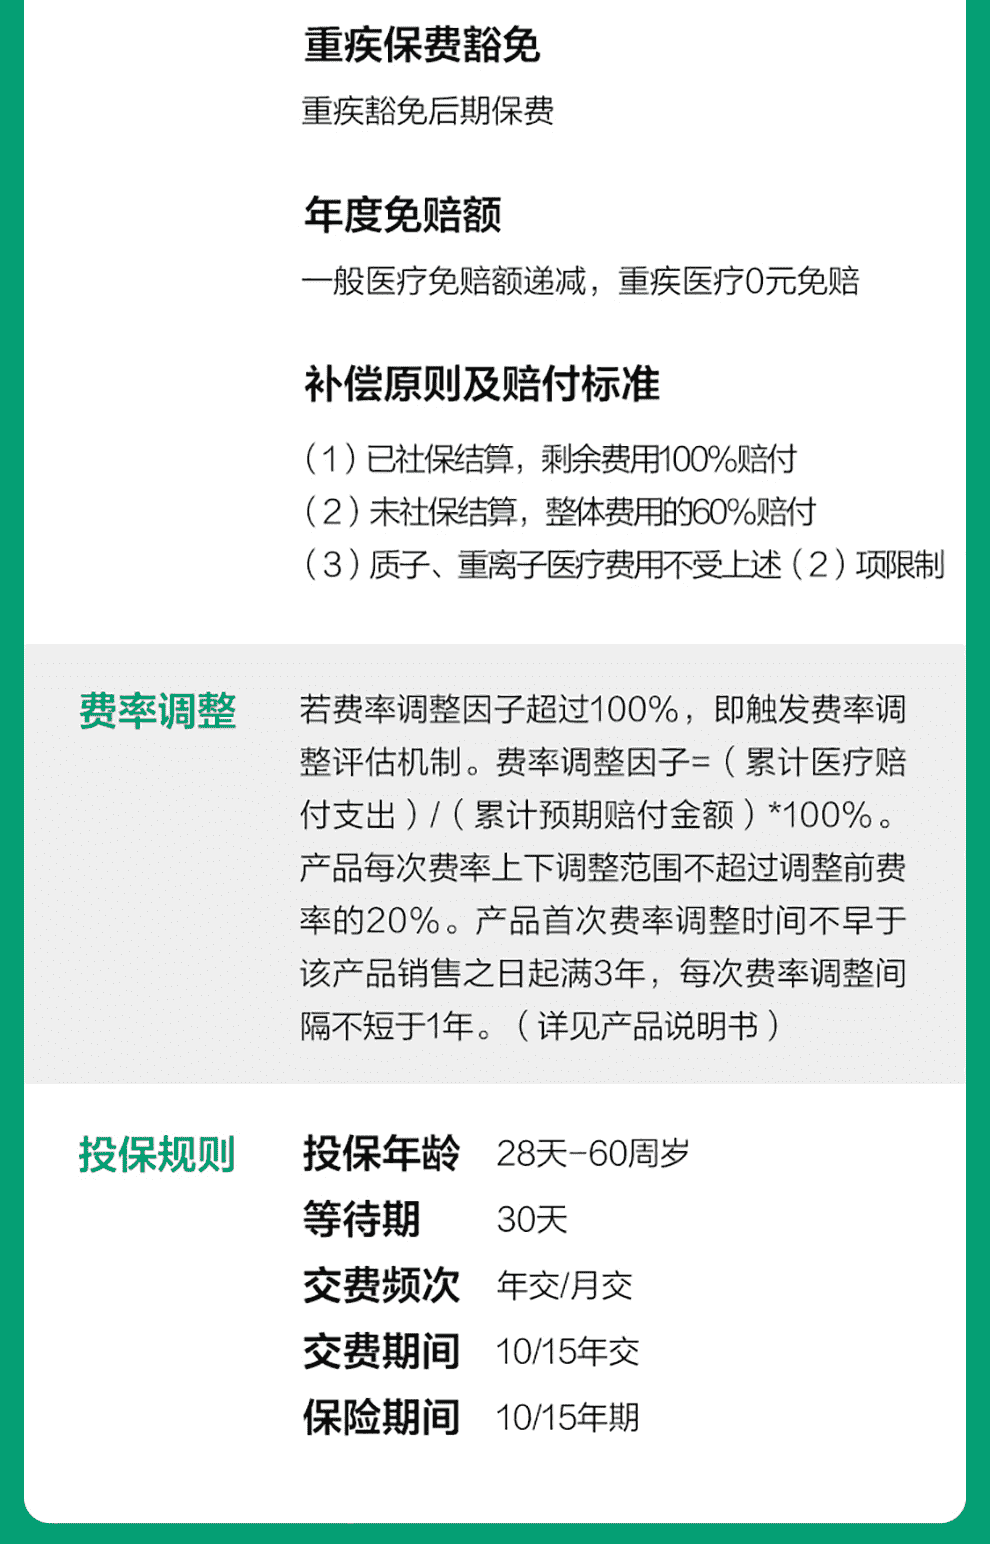 重疾保费豁免
重疾豁免后期保费
年度免赔额
一般医疗免赔额递减，重疾医疗0元免赔
补偿原则及赔付标准
（1）已社保结算，剩余费用100%赔付
（2）未社保结算，整体费用的60%赔付
（3）质子、重离子医疗费用不受上述（2）项限制
费率调整
若费率调整因子超过100%，即触发费率调
整评估机制。费率调整因子=（累计医疗赔
付支出）/（累计预期赔付金额）*100%。
产品每次费率上下调整范围不超过调整前费
率的20%。产品首次费率调整时间不早于
该产品销售之日起满3年，每次费率调整间
隔不短于1年。（详见产品说明书）
投保规则
投保年龄 28天-60周岁
等待期 30天
交费频次 年交/月交
交费期间 10/15年交
保险期间 10/15年期